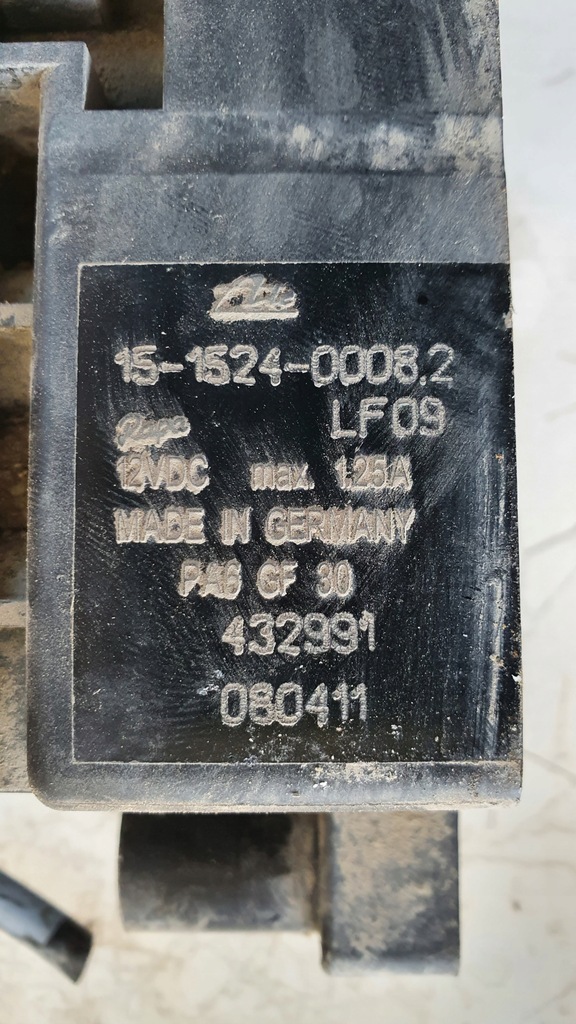 15-1524-0008.2
LF09
12VDC max. 1.25A
MADE IN GERMANY
PA6 GF 30
432991
080411